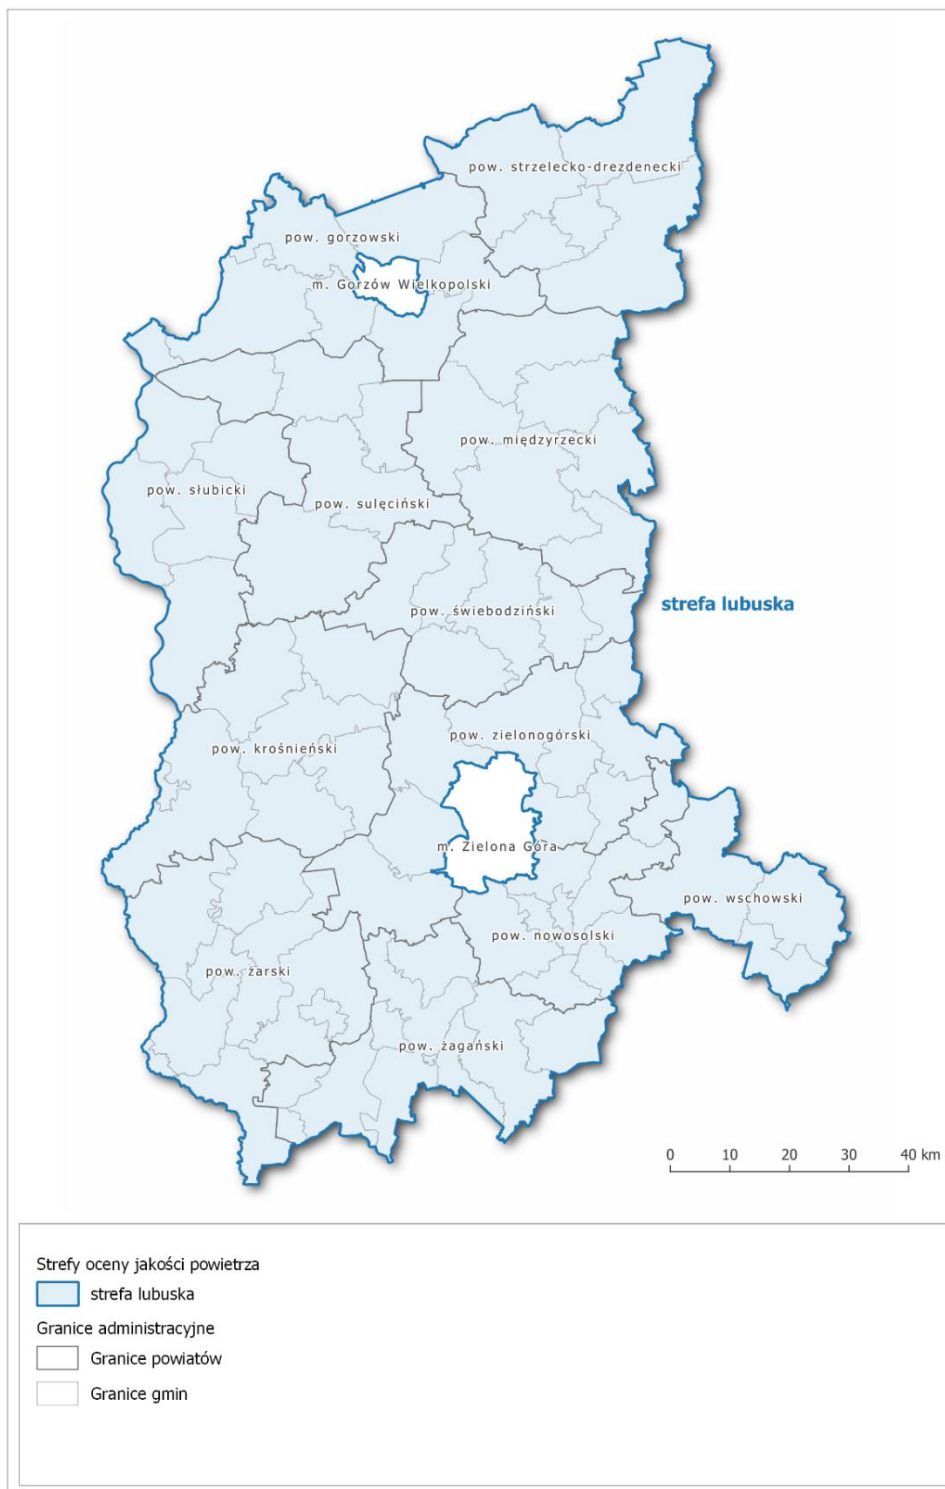 pow. strzelecko-drezdenecki
pow. gorzowski
m. Gorzów Wielkopolski
pow. międzyrzecki
pow. słubicki
pow. sulęciński
strefa lubuska
pow. świebodziński
pow. zielonogórski
pow. krośnieński
m. Zielona Góra
pow. wschowski
pow. nowosolski
pow. żarski
pow. żagański
0 10 20 30 40 km
Strefy oceny jakości powietrza
strefa lubuska
Granice administracyjne
Granice powiatów
Granice gmin